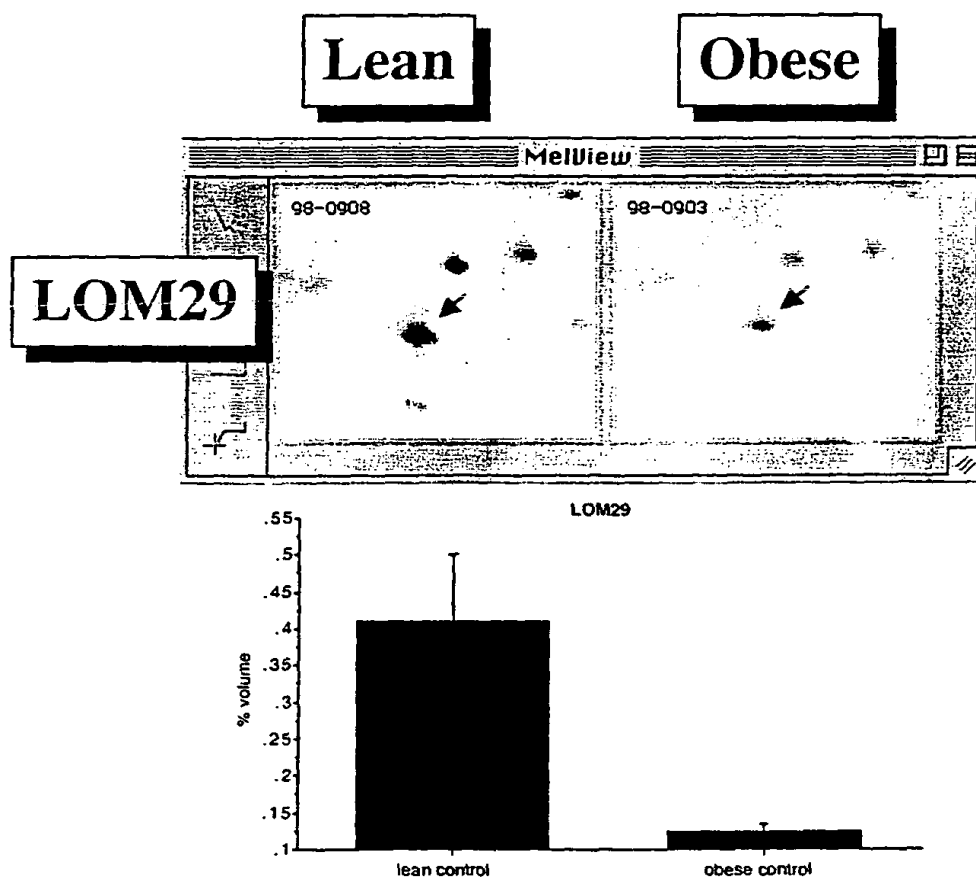 Lean
Obese
MelView
98-0908
98-0903
LOM29
LOM29
.55
.5
.45
.4
.35
.3
.25
.2
.15
.1
% volume
lean control
obese control